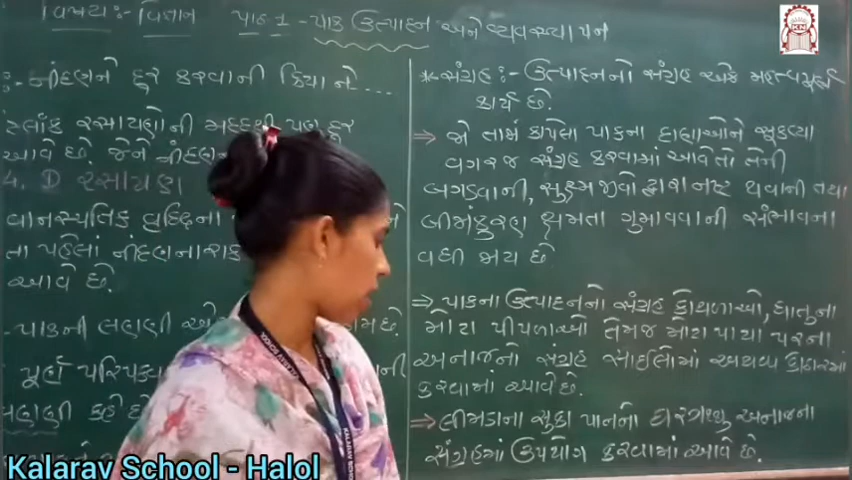 વિષય:- વિજ્ઞાન પાઠ-1 - પાક ઉત્પાદન અને વ્યવસ્થાપન
:- નીંદણને દૂર કરવાની ક્રિયાને....
રસાયણોની મદદથી પણ દૂર
આવે છે. જેને નીંદણ
4. D રસાયણ
વાનસ્પતિક વૃદ્ધિના
તા પહેલાં નીંદણનાશક
આવે છે.
- પાકની લણણી
પૂર્ણ પરિપક્વ ની
લણણી કહે છે
* સંગ્રહ:- ઉત્પાદનનો સંગ્રહ એક મહત્વપૂર્ણ
કાર્ય છે.
→ જો તાજા કાપેલા પાકના દાણાઓને સૂકવ્યા
વગર જ સંગ્રહ કરવામાં આવે તો તેની
બગડવાની, સુક્ષ્મજીવો દ્વારા નષ્ટ થવાની તથા
બીજાંકુરણ ક્ષમતા ગુમાવવાની સંભાવના
વધી જાય છે
⇒ પાકના ઉત્પાદનનો સંગ્રહ કોથળાઓ, ધાતુના
મોટા પીપળાઓ તેમજ મોટા પાયા પરના
અનાજનો સંગ્રહ સાઈલોમાં અથવા કોઠારમાં
કરવામાં આવે છે.
⇒ લીમડાના સૂકા પાનનો ઘરગથ્થુ અનાજના
સંગ્રહમાં ઉપયોગ કરવામાં આવે છે.
KALARAV SCHOOL
Kalarav School - Halol